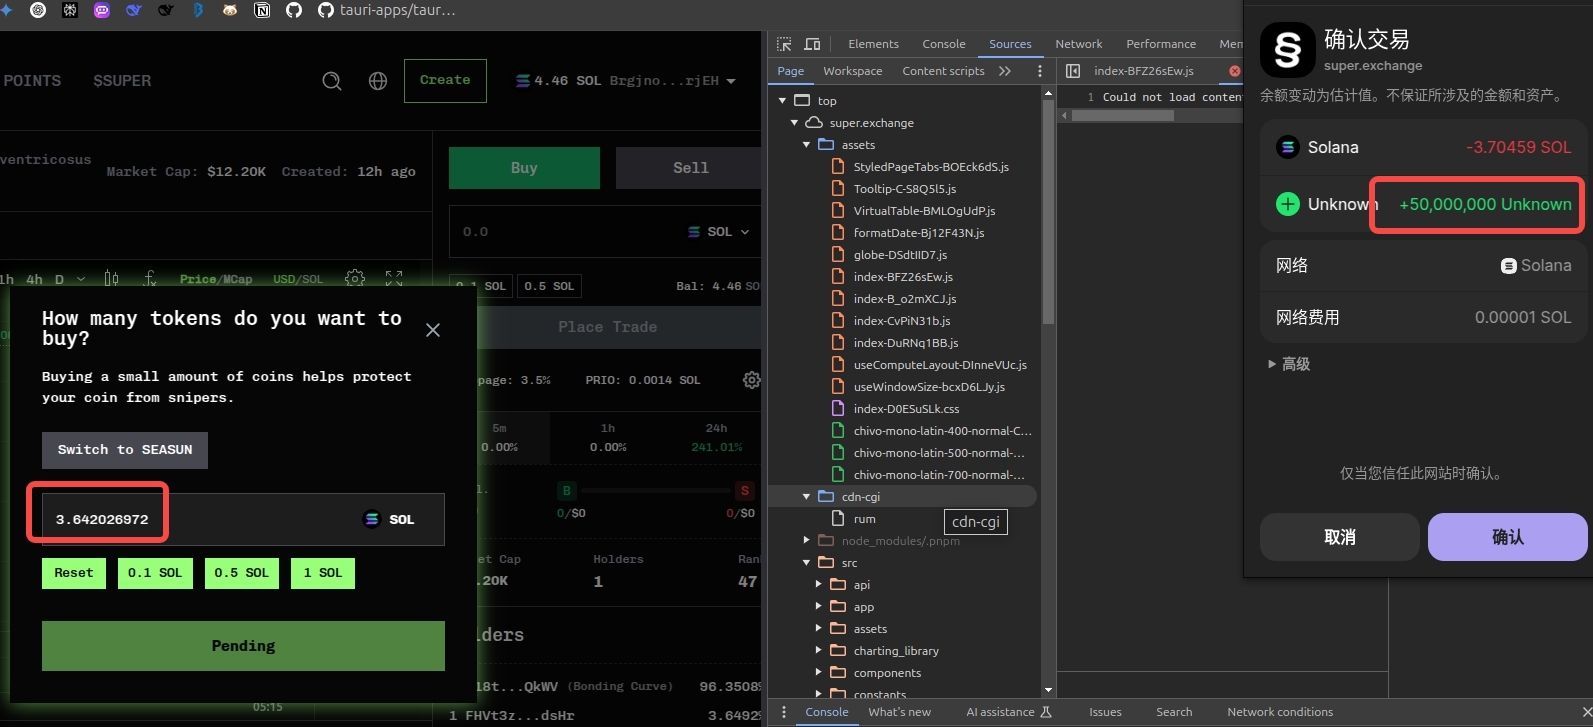 tauri-apps/taur...
POINTS
$SUPER
Create
4.46 SOL Brgjno...rjEH
ventricosus
Market Cap: $12.20K Created: 12h ago
Buy
Sell
0.0
SOL
1h 4h D
Price/MCap
USD/SOL
0.1 SOL
0.5 SOL
Bal: 4.46 SO
Place Trade
page: 3.5%
PRIO: 0.0014 SOL
5m
1h
24h
0.00%
0.00%
241.01%
B
S
0/$0
0/$0
et Cap
Holders
Ran
.20K
1
47
lders
18t...QkWV (Bonding Curve) 96.3508%
1 FHVt3z...dsHr 3.6492%
05:15
How many tokens do you want to
buy?
Buying a small amount of coins helps protect
your coin from snipers.
Switch to SEASUN
3.642026972
SOL
Reset
0.1 SOL
0.5 SOL
1 SOL
Pending
Elements
Console
Sources
Network
Performance
Mem
Page
Workspace
Content scripts
index-BFZ26sEw.js
1 Could not load conten
top
super.exchange
assets
StyledPageTabs-BOEck6dS.js
Tooltip-C-S8Q5l5.js
VirtualTable-BMLOgUdP.js
formatDate-Bj12F43N.js
globe-DSdtIID7.js
index-BFZ26sEw.js
index-B_o2mXCJ.js
index-CvPiN31b.js
index-DuRNq1BB.js
useComputeLayout-DInneVUc.js
useWindowSize-bcxD6LJy.js
index-D0ESuSLk.css
chivo-mono-latin-400-normal-C...
chivo-mono-latin-500-normal-...
chivo-mono-latin-700-normal-...
cdn-cgi
rum
cdn-cgi
node_modules/.pnpm
src
api
app
assets
charting_library
components
constants
Console
What's new
AI assistance
Issues
Search
Network conditions
确认交易
super.exchange
余额变动为估计值。不保证所涉及的金额和资产。
Solana
-3.70459 SOL
Unknown
+50,000,000 Unknown
网络
Solana
网络费用
0.00001 SOL
高级
仅当您信任此网站时确认。
取消
确认